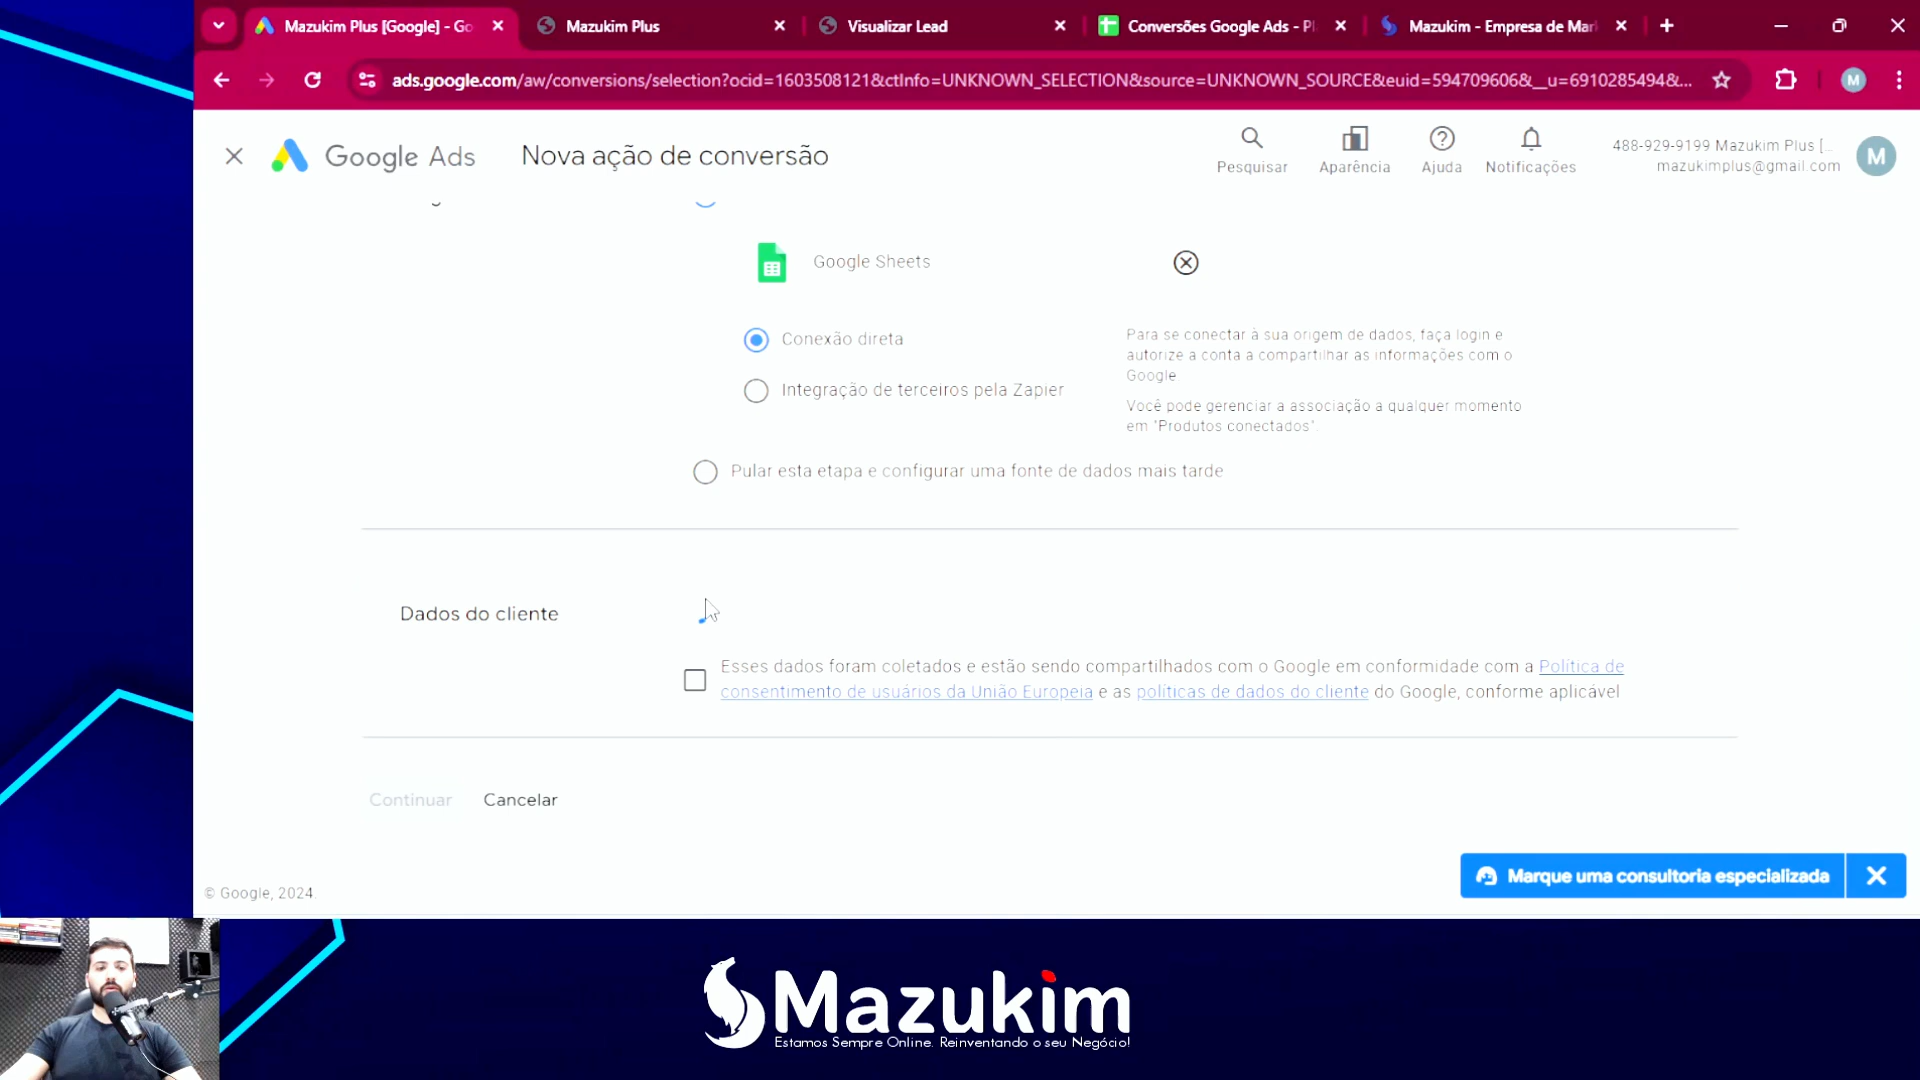 Mazukim Plus [Google] - Go
Mazukim Plus
Visualizar Lead
Conversões Google Ads - Pl
Mazukim - Empresa de Mar
ads.google.com/aw/conversions/selection?ocid=1603508121&ctInfo=UNKNOWN_SELECTION&source=UNKNOWN_SOURCE&euid=594709606&__u=6910285494&...
M
Google Ads
Nova ação de conversão
Pesquisar
Aparência
Ajuda
Notificações
488-929-9199 Mazukim Plus [...
mazukimplus@gmail.com
M
Google Sheets
Conexão direta
Integração de terceiros pela Zapier
Para se conectar à sua origem de dados, faça login e
autorize a conta a compartilhar as informações com o
Google
Você pode gerenciar a associação a qualquer momento
em "Produtos conectados".
Pular esta etapa e configurar uma fonte de dados mais tarde
Dados do cliente
Esses dados foram coletados e estão sendo compartilhados com o Google em conformidade com a Política de
consentimento de usuários da União Europeia e as políticas de dados do cliente do Google, conforme aplicável
Continuar
Cancelar
Marque uma consultoria especializada
© Google, 2024.
Mazukim
Estamos Sempre Online. Reinventando o seu Negócio!